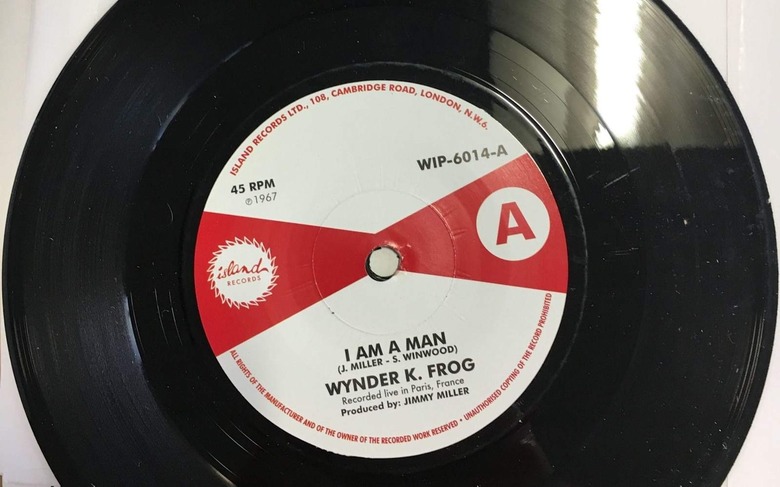 ISLAND RECORDS LTD., 108, CAMBRIDGE ROAD, LONDON, N.W.6.
WIP-6014-A
45 RPM
℗1967
A
island
RECORDS
I AM A MAN
(J. MILLER - S. WINWOOD)
WYNDER K. FROG
Recorded live in Paris, France
Produced by: JIMMY MILLER
ALL RIGHTS OF THE MANUFACTURER AND OF THE OWNER OF THE RECORDED WORK RESERVED • UNAUTHORISED COPYING OF THE RECORD PROHIBITED